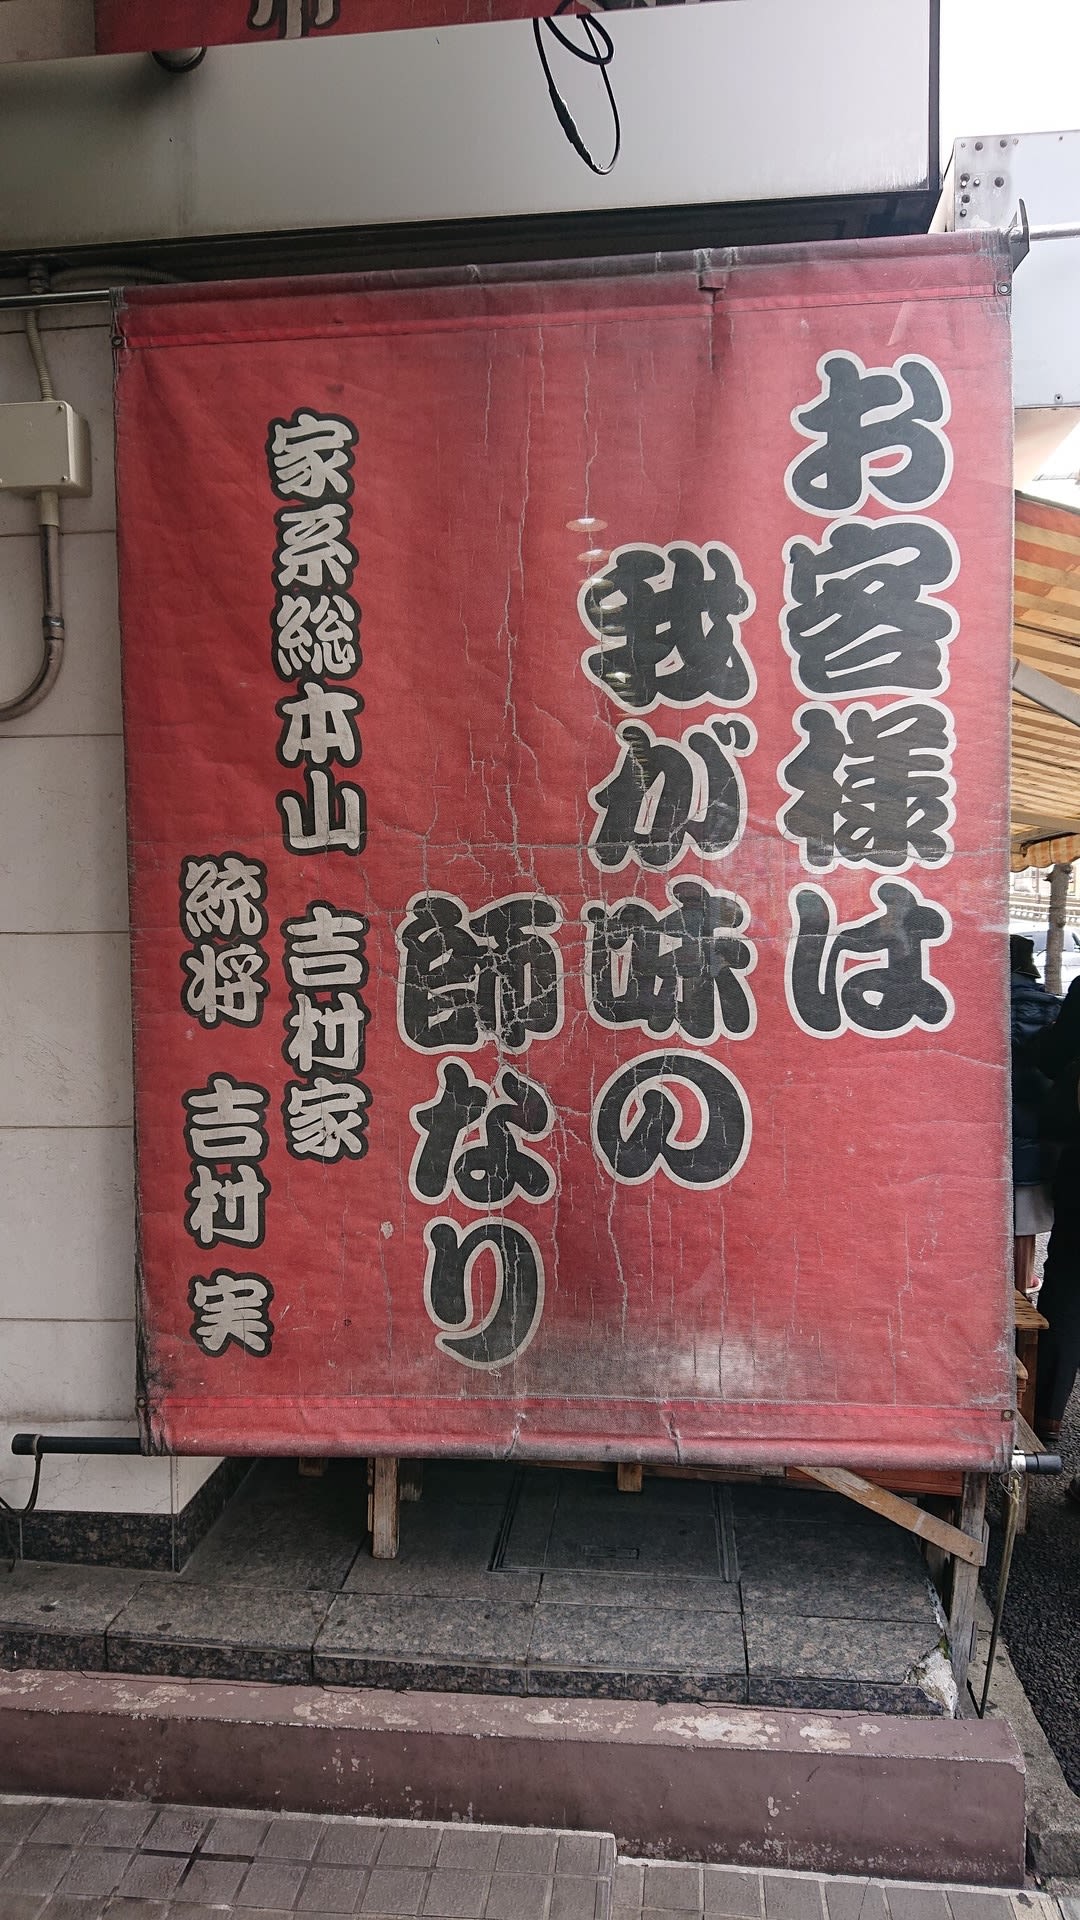 お客様は
我が味の
師なり
家系総本山 吉村家
統将 吉村 実